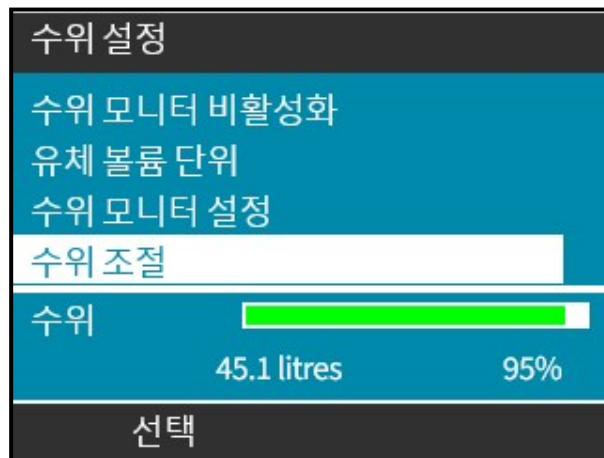 수위 설정
수위 모니터 비활성화
유체 볼륨 단위
수위 모니터 설정
수위 조절
수위
45.1 litres 95%
선택